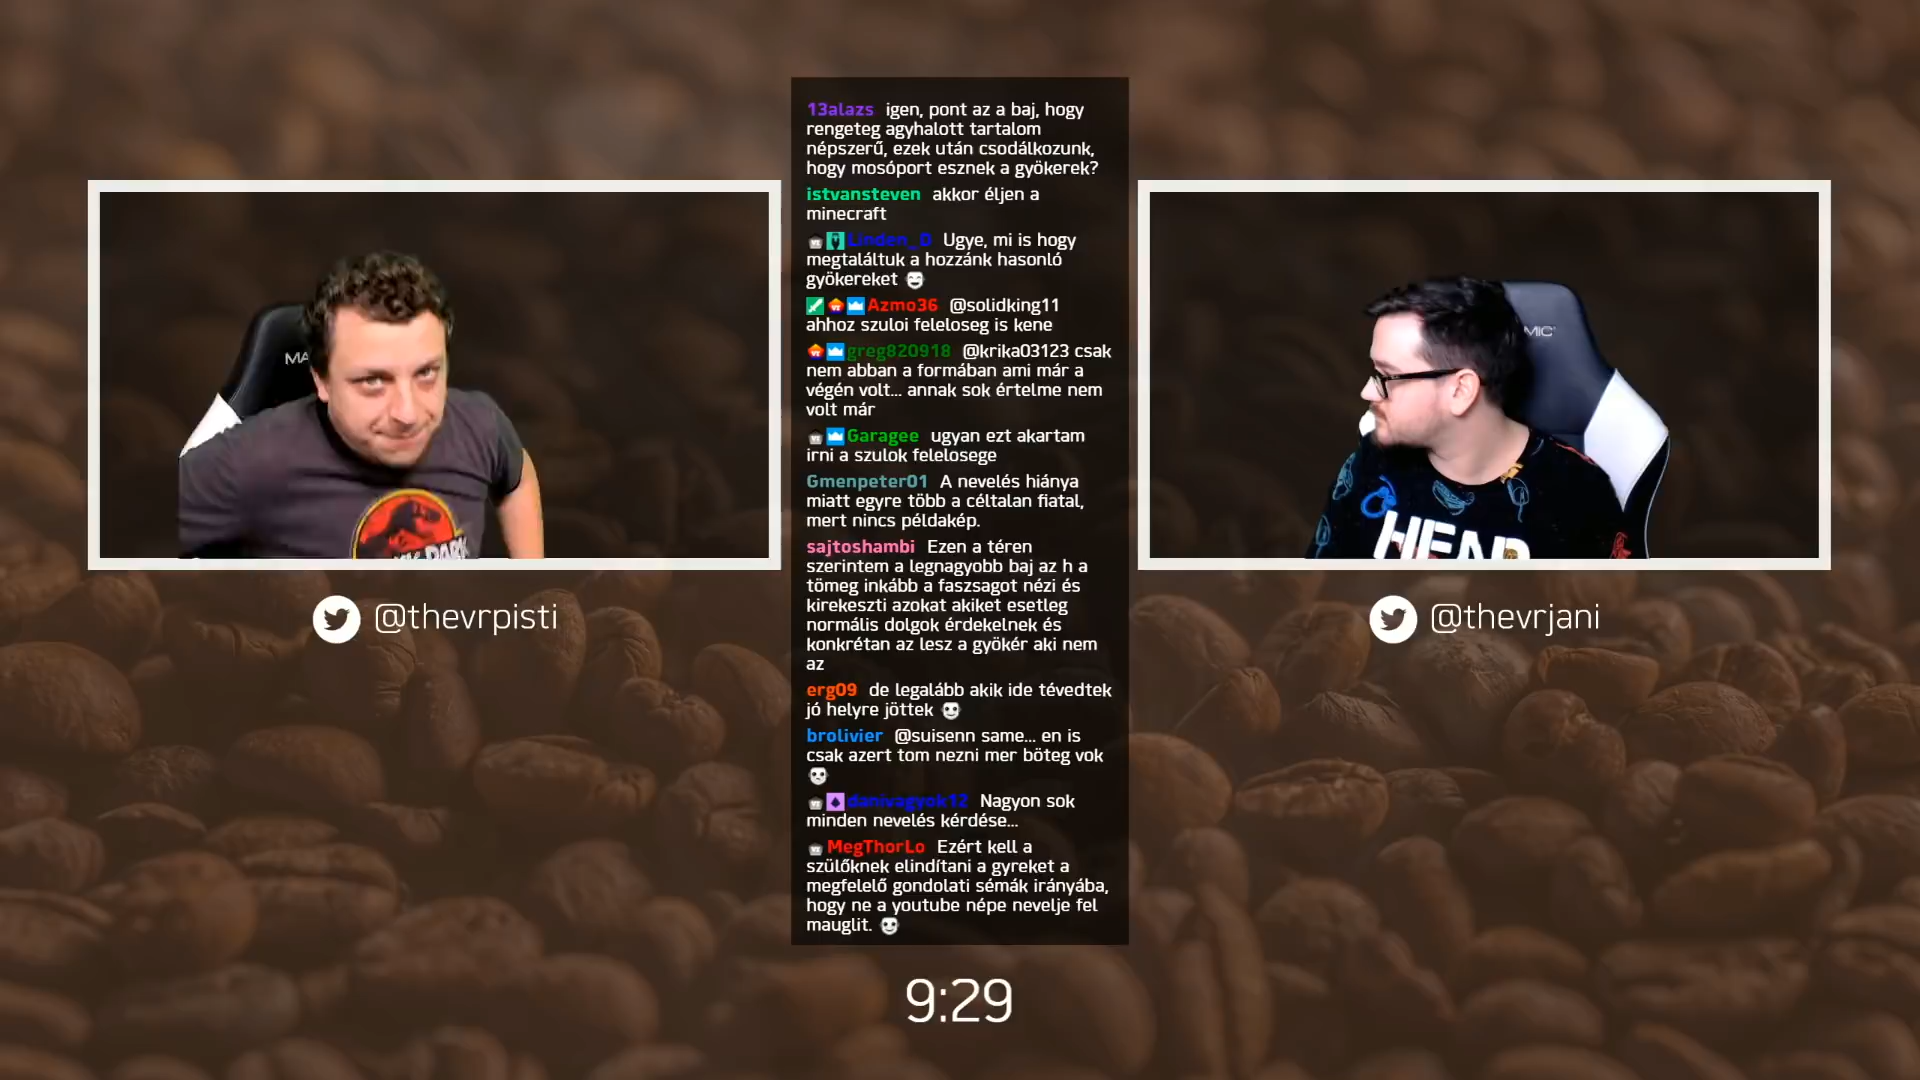 13alazs igen, pont az a baj, hogy
rengeteg agyhalott tartalom
népszerű, ezek után csodálkozunk,
hogy mosóport esznek a gyökerek?
istvansteven akkor éljen a
minecraft
Linden_D Ugye, mi is hogy
megtaláltuk a hozzánk hasonló
gyökereket
Azmo36 @solidking11
ahhoz szuloi feleloseg is kene
greg820918 @krika03123 csak
nem abban a formában ami már a
végén volt... annak sok értelme nem
volt már
Garagee ugyan ezt akartam
irni a szulok felelosege
Gmenpeter01 A nevelés hiánya
miatt egyre több a céltalan fiatal,
mert nincs példakép.
sajtoshambi Ezen a téren
szerintem a legnagyobb baj az h a
tömeg inkább a faszsagot nézi és
kirekeszti azokat akiket esetleg
normális dolgok érdekelnek és
konkrétan az lesz a gyökér aki nem
az
erg09 de legalább akik ide tévedtek
jó helyre jöttek
brolivier @suisenn same... en is
csak azert tom nezni mer böteg vok
danivagyok12 Nagyon sok
minden nevelés kérdése...
MegThorLo Ezért kell a
szülőknek elindítani a gyreket a
megfelelő gondolati sémák irányába,
hogy ne a youtube népe nevelje fel
mauglit.
MA
MIC
HEAD
@thevrpisti
@thevrjani
9:29